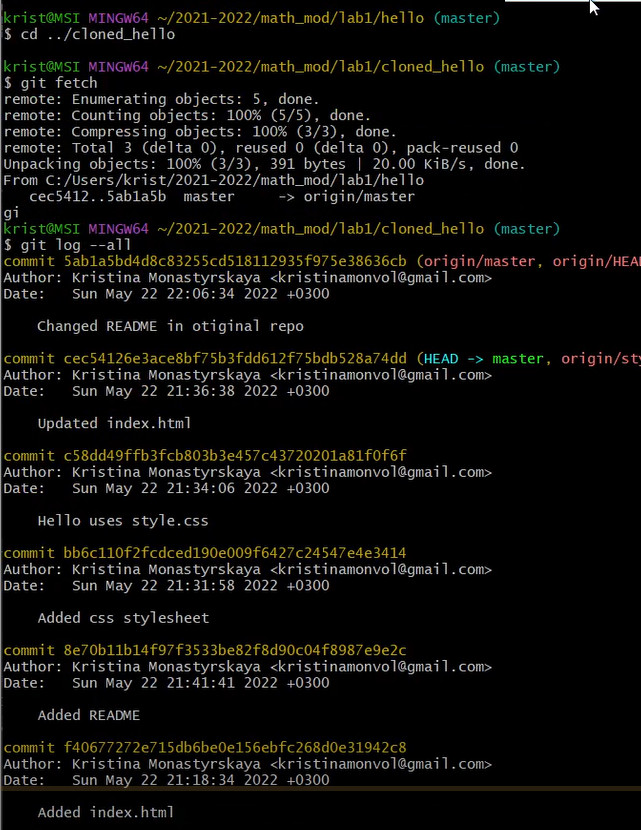 krist@MSI MINGW64 ~/2021-2022/math_mod/lab1/hello (master)
$ cd ../cloned_hello
krist@MSI MINGW64 ~/2021-2022/math_mod/lab1/cloned_hello (master)
$ git fetch
remote: Enumerating objects: 5, done.
remote: Counting objects: 100% (5/5), done.
remote: Compressing objects: 100% (3/3), done.
remote: Total 3 (delta 0), reused 0 (delta 0), pack-reused 0
Unpacking objects: 100% (3/3), 391 bytes | 20.00 KiB/s, done.
From C:/Users/krist/2021-2022/math_mod/lab1/hello
   cec5412..5ab1a5b  master     -> origin/master
gi
krist@MSI MINGW64 ~/2021-2022/math_mod/lab1/cloned_hello (master)
$ git log --all
commit 5ab1a5bd4d8c83255cd518112935f975e38636cb (origin/master, origin/HEA
Author: Kristina Monastyrskaya <kristinamonvol@gmail.com>
Date:   Sun May 22 22:06:34 2022 +0300
    Changed README in otiginal repo
commit cec54126e3ace8bf75b3fdd612f75bdb528a74dd (HEAD -> master, origin/sty
Author: Kristina Monastyrskaya <kristinamonvol@gmail.com>
Date:   Sun May 22 21:36:38 2022 +0300
    Updated index.html
commit c58dd49ffb3fcb803b3e457c43720201a81f0f6f
Author: Kristina Monastyrskaya <kristinamonvol@gmail.com>
Date:   Sun May 22 21:34:06 2022 +0300
    Hello uses style.css
commit bb6c110f2fcdced190e009f6427c24547e4e3414
Author: Kristina Monastyrskaya <kristinamonvol@gmail.com>
Date:   Sun May 22 21:31:58 2022 +0300
    Added css stylesheet
commit 8e70b11b14f97f3533be82f8d90c04f8987e9e2c
Author: Kristina Monastyrskaya <kristinamonvol@gmail.com>
Date:   Sun May 22 21:41:41 2022 +0300
    Added README
commit f40677272e715db6be0e156ebfc268d0e31942c8
Author: Kristina Monastyrskaya <kristinamonvol@gmail.com>
Date:   Sun May 22 21:18:34 2022 +0300
    Added index.html